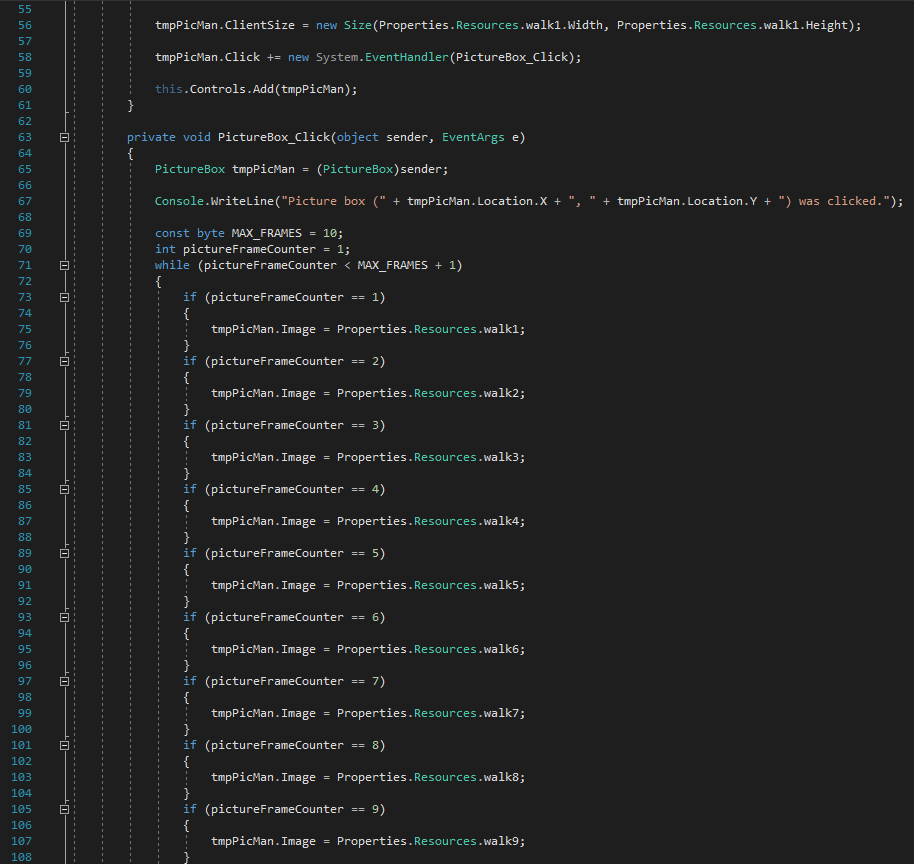 55
56 tmpPicMan.ClientSize = new Size(Properties.Resources.walk1.Width, Properties.Resources.walk1.Height);
57
58 tmpPicMan.Click += new System.EventHandler(PictureBox_Click);
59
60 this.Controls.Add(tmpPicMan);
61 }
62
63 private void PictureBox_Click(object sender, EventArgs e)
64 {
65 PictureBox tmpPicMan = (PictureBox)sender;
66
67 Console.WriteLine("Picture box (" + tmpPicMan.Location.X + ", " + tmpPicMan.Location.Y + ") was clicked.");
68
69 const byte MAX_FRAMES = 10;
70 int pictureFrameCounter = 1;
71 while (pictureFrameCounter < MAX_FRAMES + 1)
72 {
73 if (pictureFrameCounter == 1)
74 {
75 tmpPicMan.Image = Properties.Resources.walk1;
76 }
77 if (pictureFrameCounter == 2)
78 {
79 tmpPicMan.Image = Properties.Resources.walk2;
80 }
81 if (pictureFrameCounter == 3)
82 {
83 tmpPicMan.Image = Properties.Resources.walk3;
84 }
85 if (pictureFrameCounter == 4)
86 {
87 tmpPicMan.Image = Properties.Resources.walk4;
88 }
89 if (pictureFrameCounter == 5)
90 {
91 tmpPicMan.Image = Properties.Resources.walk5;
92 }
93 if (pictureFrameCounter == 6)
94 {
95 tmpPicMan.Image = Properties.Resources.walk6;
96 }
97 if (pictureFrameCounter == 7)
98 {
99 tmpPicMan.Image = Properties.Resources.walk7;
100 }
101 if (pictureFrameCounter == 8)
102 {
103 tmpPicMan.Image = Properties.Resources.walk8;
104 }
105 if (pictureFrameCounter == 9)
106 {
107 tmpPicMan.Image = Properties.Resources.walk9;
108 }